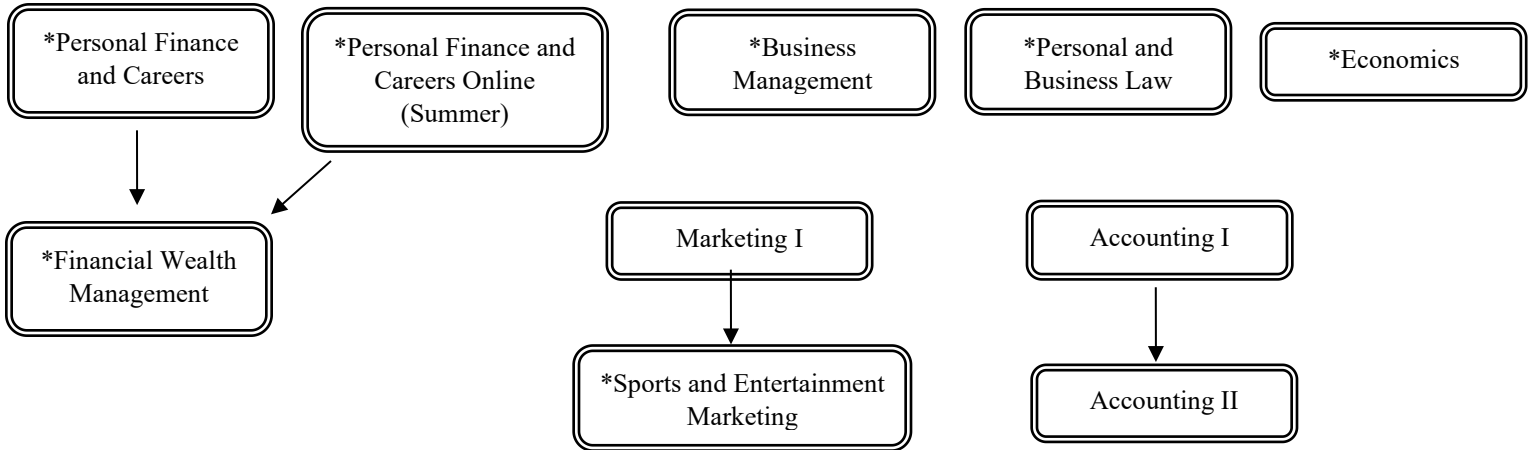 *Personal Finance
and Careers
*Personal Finance and
Careers Online
(Summer)
*Business
Management
*Personal and
Business Law
*Economics
*Financial Wealth
Management
Marketing I
Accounting I
*Sports and Entertainment
Marketing
Accounting II